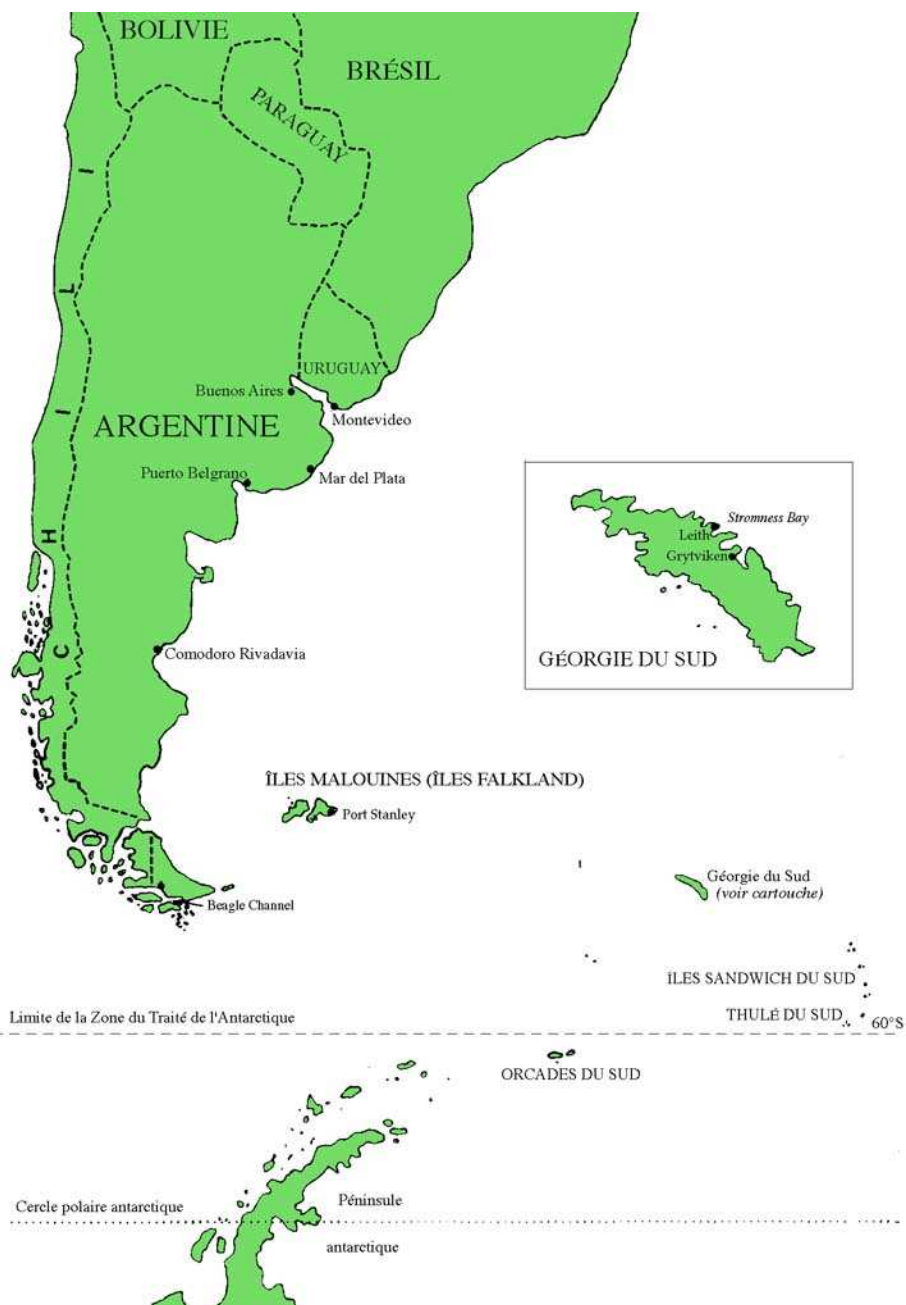 BOLIVIE
BRÉSIL
PARAGUAY
CHILI
URUGUAY
Buenos Aires
Montevideo
ARGENTINE
Puerto Belgrano
Mar del Plata
Stromness Bay
Leith
Grytviken
GÉORGIE DU SUD
Comodoro Rivadavia
ÎLES MALOUINES (ÎLES FALKLAND)
Port Stanley
Géorgie du Sud
(voir cartouche)
Beagle Channel
ÎLES SANDWICH DU SUD
THULÉ DU SUD
Limite de la Zone du Traité de l'Antarctique
60°S
ORCADES DU SUD
Cercle polaire antarctique
Péninsule
antarctique